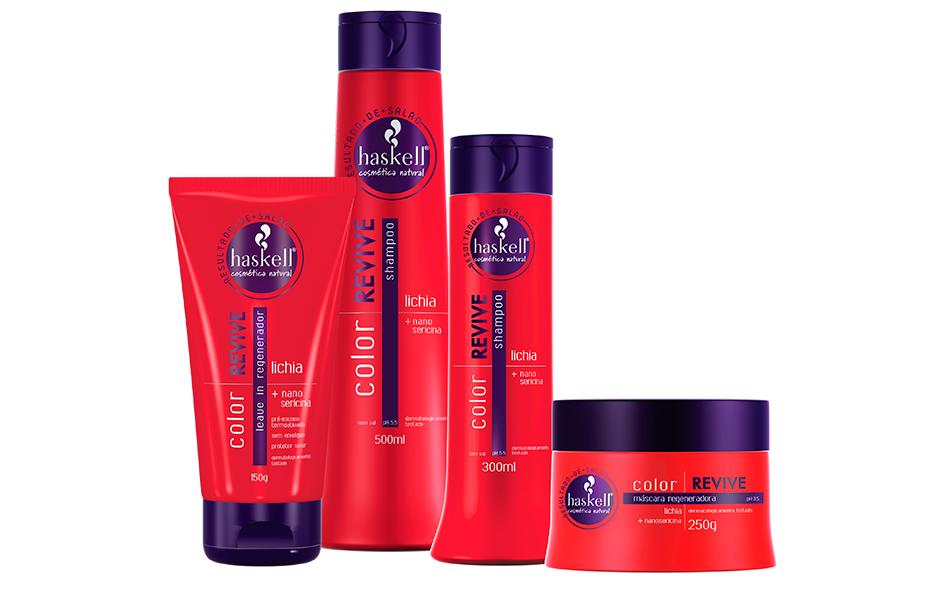 RESULTADO·DE·SALÃO
haskell®
cosmética natural
color REVIVE
leave in regenerador
lichia
+ nano
sericina
pré-escova
termoativado
sem enxágue
protetor solar
dermatologicamente
testado
150g
RESULTADO·DE·SALÃO
haskell®
cosmética natural
color REVIVE
shampoo
lichia
+ nano
sericina
sem sal
pH 5.5
dermatologicamente
testado
500ml
RESULTADO·DE·SALÃO
haskell®
cosmética natural
color REVIVE
shampoo
lichia
+ nano
sericina
sem sal
pH 5.5
dermatologicamente
testado
300ml
RESULTADO·DE·SALÃO
haskell®
cosmética natural
color REVIVE
máscara regeneradora
lichia
+ nanosericina
dermatologicamente testado
250g